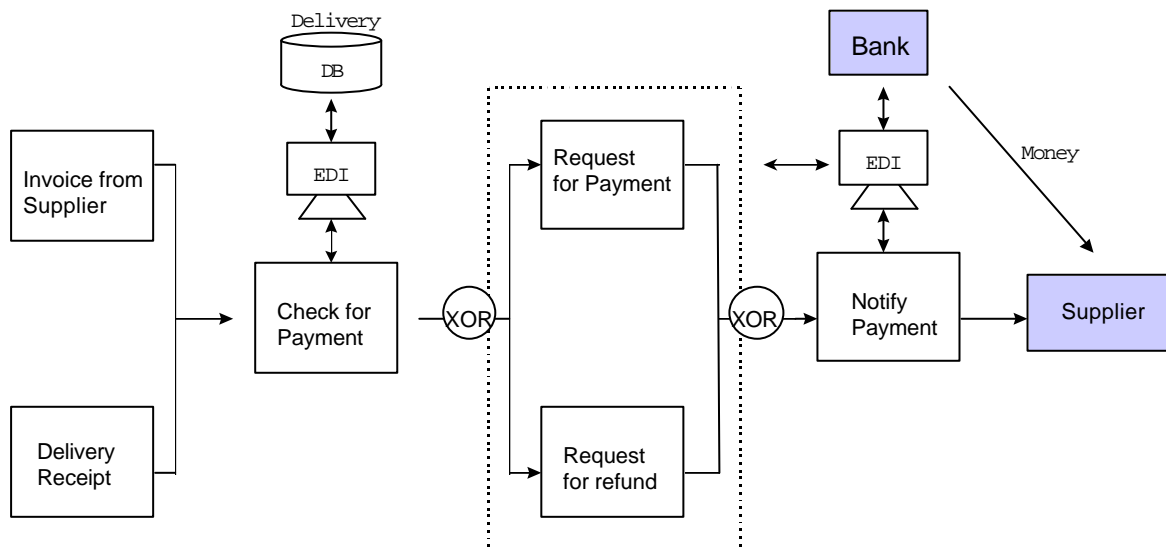 Delivery
DB
EDI
Invoice from
Supplier
Check for
Payment
Delivery
Receipt
XOR
Request
for Payment
Request
for refund
XOR
Bank
EDI
Money
Notify
Payment
Supplier